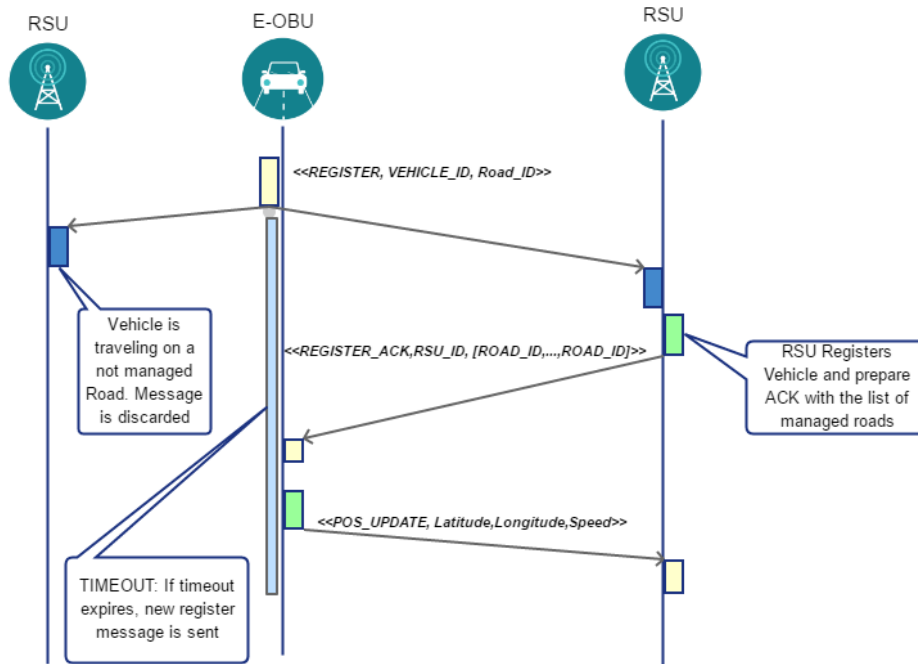 RSU
E-OBU
RSU
<<REGISTER, VEHICLE_ID, Road_ID>>
Vehicle is
traveling on a
not managed
Road. Message
is discarded
<<REGISTER_ACK,RSU_ID, [ROAD_ID,...,ROAD_ID]>>
RSU Registers
Vehicle and prepare
ACK with the list of
managed roads
<<POS_UPDATE, Latitude,Longitude,Speed>>
TIMEOUT: If timeout
expires, new register
message is sent